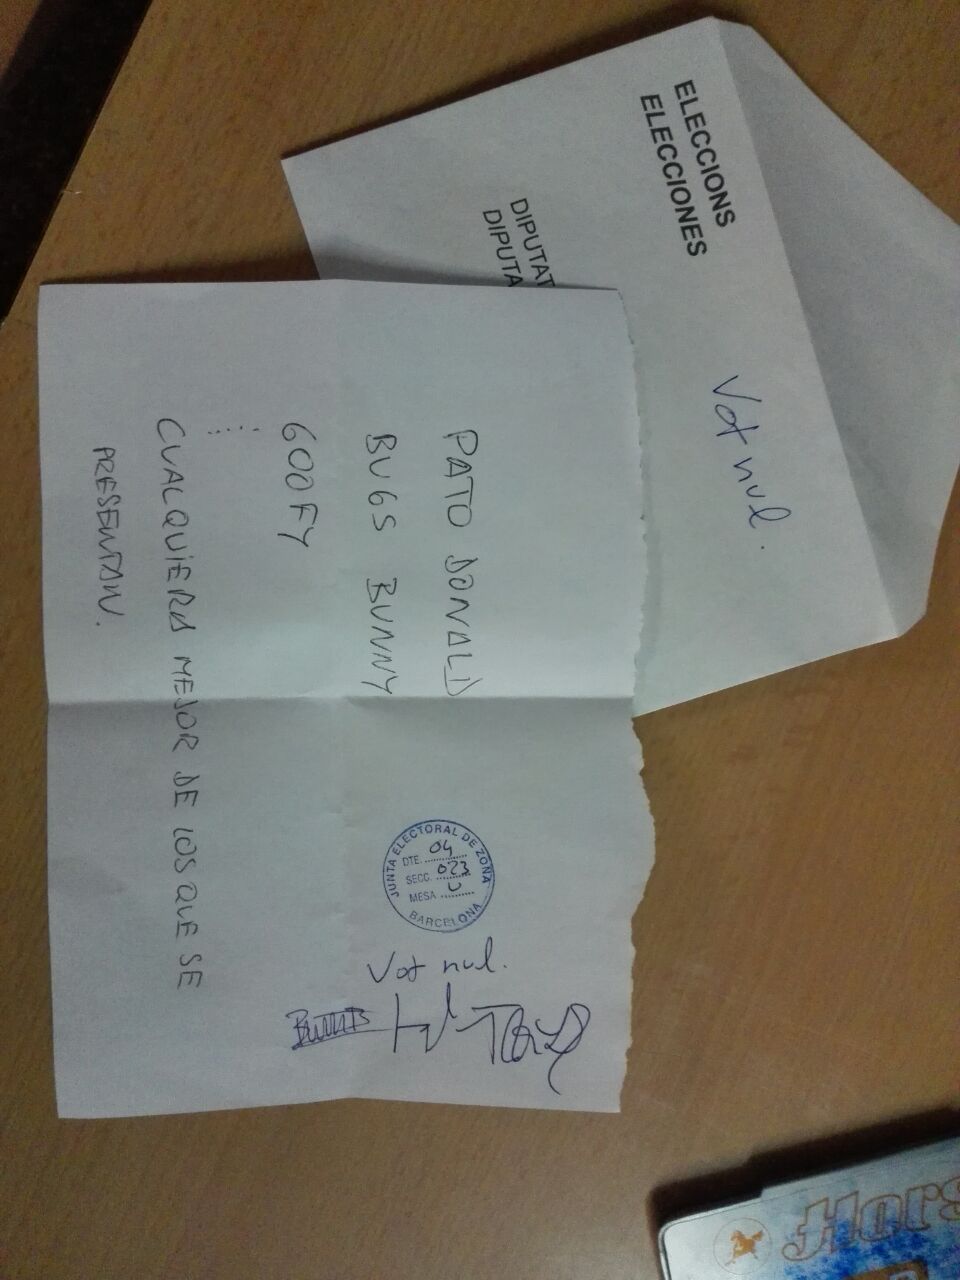 ELECCIONS
ELECCIONES
DIPUTAT
DIPUTA
Vot nul.
PATO DONALD
BUGS BUNNY
GOOFY
⋮
CUALQUIERA MEJOR DE LOS QUE SE
PRESENTAN.
JUNTA ELECTORAL DE ZONA
DTE. 04
SECC. 023
MESA U
BARCELONA
Vot nul.
Hors